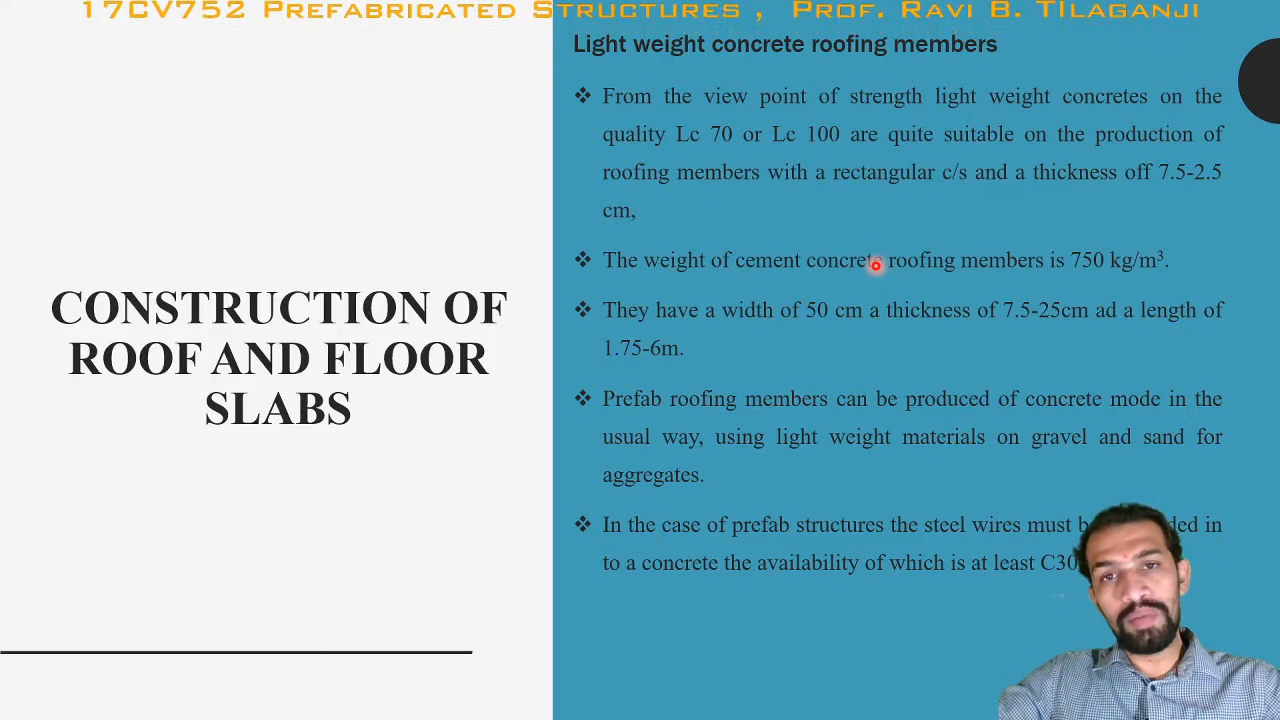 17CV752 Prefabricated Structures , Prof. Ravi B. Tilaganji
Light weight concrete roofing members
❖ From the view point of strength light weight concretes on the
quality Lc 70 or Lc 100 are quite suitable on the production of
roofing members with a rectangular c/s and a thickness off 7.5-2.5
cm,
❖ The weight of cement concrete roofing members is 750 kg/m³.
❖ They have a width of 50 cm a thickness of 7.5-25cm ad a length of
1.75-6m.
❖ Prefab roofing members can be produced of concrete mode in the
usual way, using light weight materials on gravel and sand for
aggregates.
❖ In the case of prefab structures the steel wires must in
to a concrete the availability of which is at least C30
CONSTRUCTION OF
ROOF AND FLOOR
SLABS